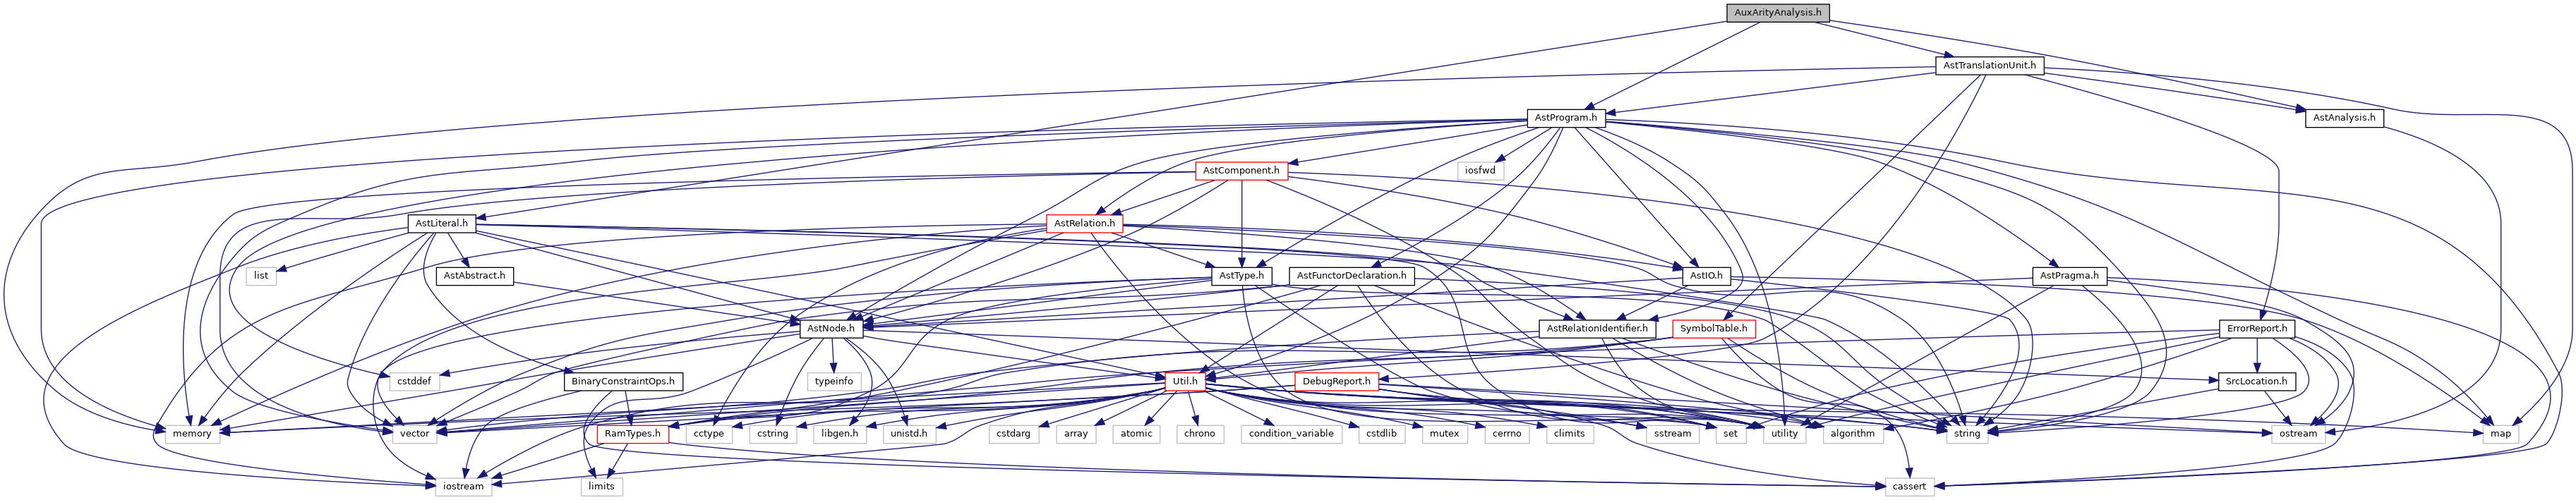 AuxArityAnalysis.h
AstTranslationUnit.h
AstProgram.h
AstAnalysis.h
AstComponent.h
iosfwd
AstLiteral.h
AstRelation.h
list
AstAbstract.h
AstType.h
AstFunctorDeclaration.h
AstIO.h
AstPragma.h
AstNode.h
AstRelationIdentifier.h
SymbolTable.h
ErrorReport.h
cstddef
BinaryConstraintOps.h
typeinfo
Util.h
DebugReport.h
SrcLocation.h
memory
vector
RamTypes.h
cctype
cstring
libgen.h
unistd.h
cstdarg
array
atomic
chrono
condition_variable
cstdlib
mutex
cerrno
climits
sstream
set
utility
algorithm
string
ostream
map
iostream
limits
cassert